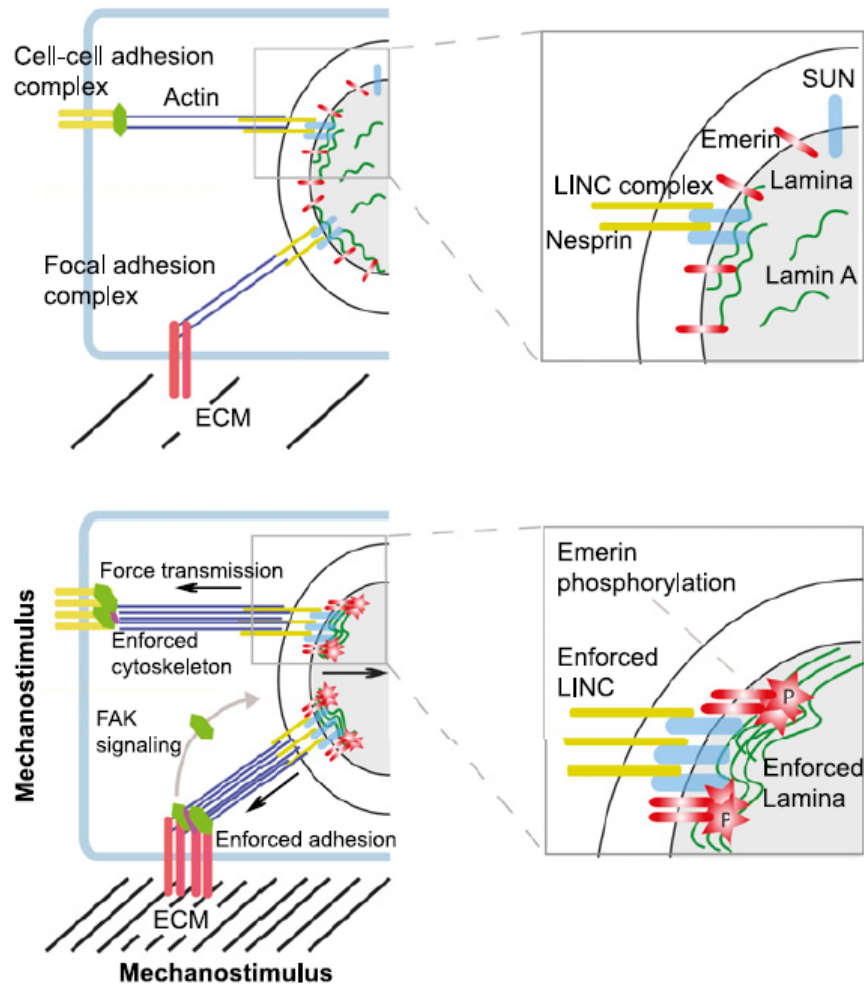 Cell-cell adhesion
complex
Actin
Focal adhesion
complex
ECM
SUN
Emerin
Lamina
LINC complex
Nesprin
Lamin A
Mechanostimulus
Force transmission
Enforced
cytoskeleton
FAK
signaling
Enforced adhesion
ECM
Mechanostimulus
Emerin
phosphorylation
Enforced
LINC
P
Enforced
Lamina
P